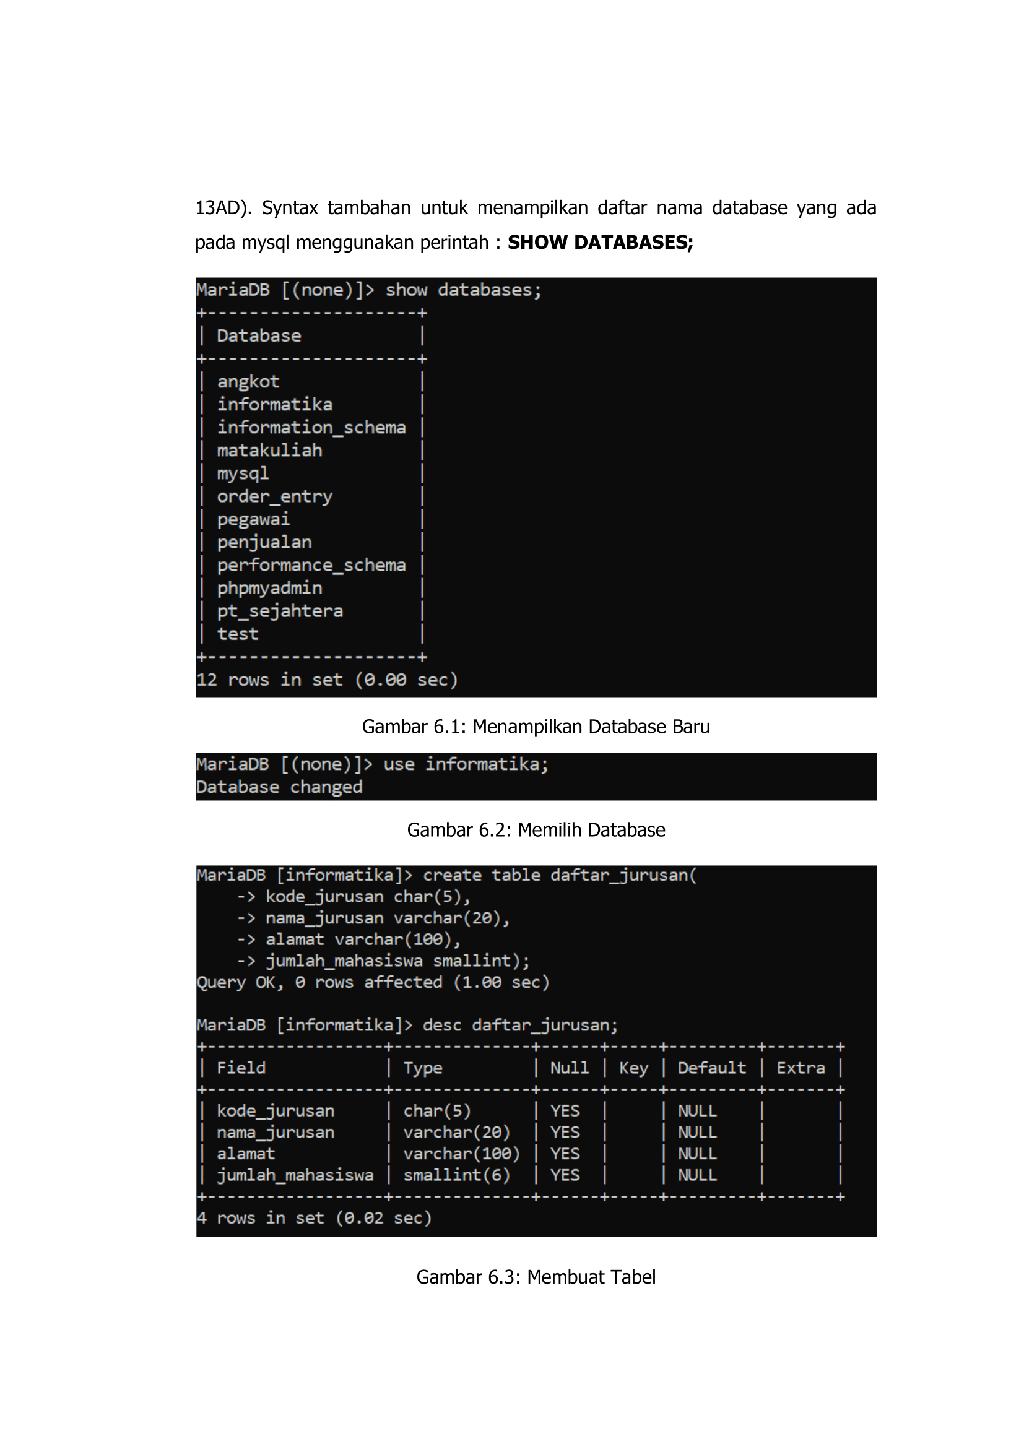 13AD). Syntax tambahan untuk menampilkan daftar nama database yang ada
pada mysql menggunakan perintah : SHOW DATABASES;
MariaDB [(none)]> show databases;
+--------------------+
| Database           |
+--------------------+
| angkot             |
| informatika        |
| information_schema |
| matakuliah         |
| mysql              |
| order_entry        |
| pegawai            |
| penjualan          |
| performance_schema |
| phpmyadmin         |
| pt_sejahtera       |
| test               |
+--------------------+
12 rows in set (0.00 sec)
Gambar 6.1: Menampilkan Database Baru
MariaDB [(none)]> use informatika;
Database changed
Gambar 6.2: Memilih Database
MariaDB [informatika]> create table daftar_jurusan(
    -> kode_jurusan char(5),
    -> nama_jurusan varchar(20),
    -> alamat varchar(100),
    -> jumlah_mahasiswa smallint);
Query OK, 0 rows affected (1.00 sec)
MariaDB [informatika]> desc daftar_jurusan;
+------------------+--------------+------+-----+---------+-------+
| Field            | Type         | Null | Key | Default | Extra |
+------------------+--------------+------+-----+---------+-------+
| kode_jurusan     | char(5)      | YES  |     | NULL    |       |
| nama_jurusan     | varchar(20)  | YES  |     | NULL    |       |
| alamat           | varchar(100) | YES  |     | NULL    |       |
| jumlah_mahasiswa | smallint(6)  | YES  |     | NULL    |       |
+------------------+--------------+------+-----+---------+-------+
4 rows in set (0.02 sec)
Gambar 6.3: Membuat Tabel